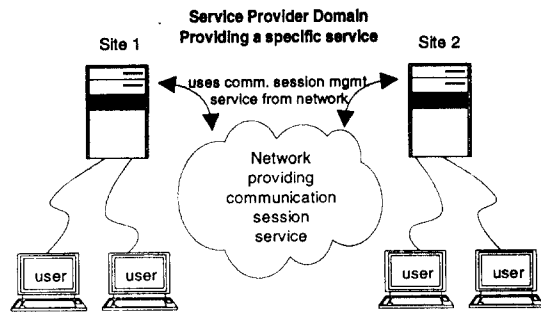 Service Provider Domain
Providing a specific service
Site 1
Site 2
uses comm. session mgmt
service from network
Network
providing
communication
session
service
user
user
user
user